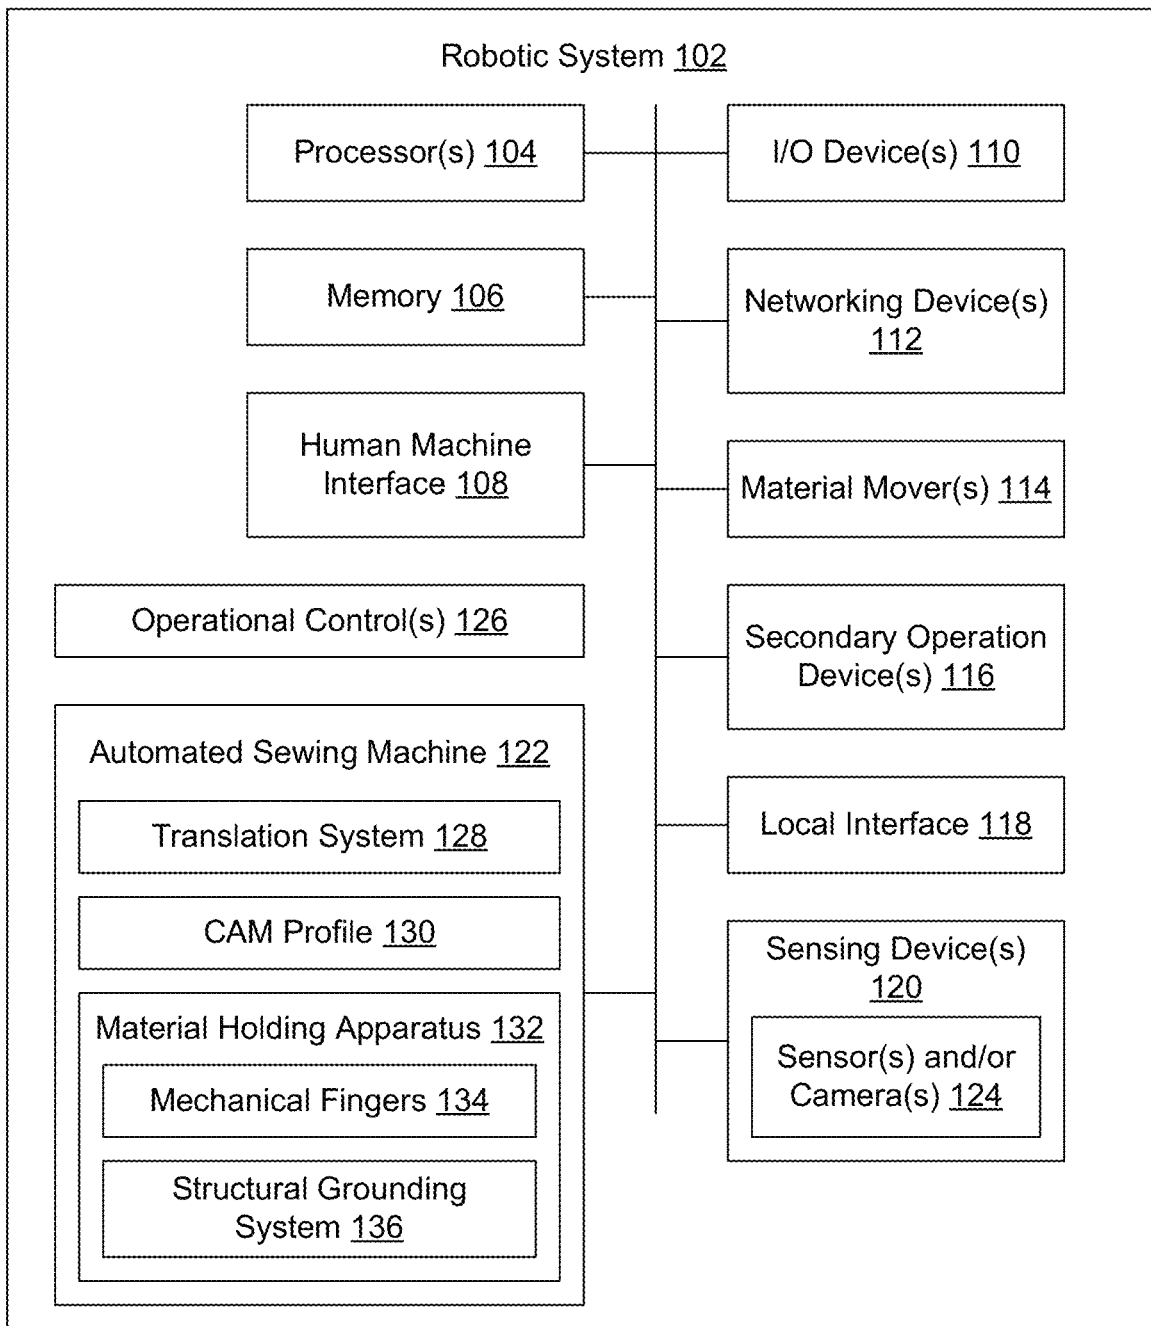 Robotic System 102
Processor(s) 104
I/O Device(s) 110
Memory 106
Networking Device(s)
112
Human Machine
Interface 108
Material Mover(s) 114
Operational Control(s) 126
Secondary Operation
Device(s) 116
Automated Sewing Machine 122
Translation System 128
CAM Profile 130
Material Holding Apparatus 132
Mechanical Fingers 134
Structural Grounding
System 136
Local Interface 118
Sensing Device(s)
120
Sensor(s) and/or
Camera(s) 124